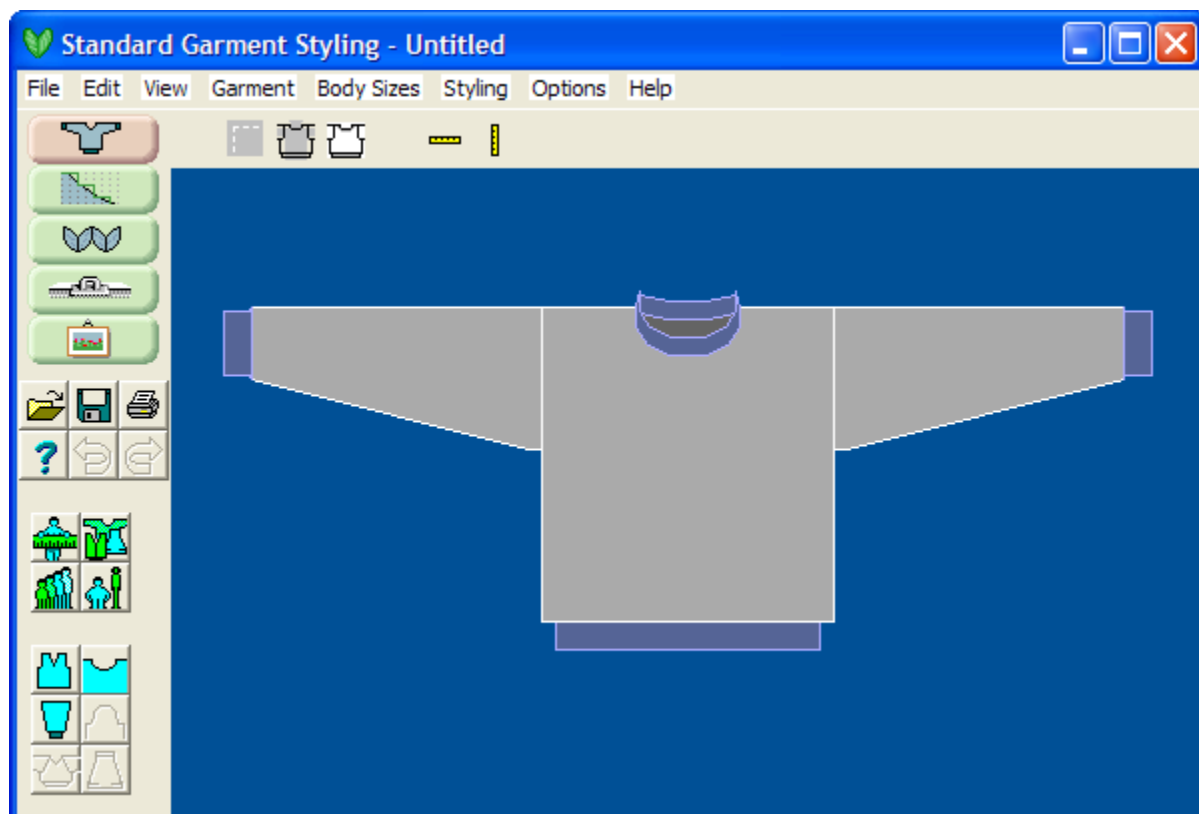 Standard Garment Styling - Untitled
File Edit View Garment Body Sizes Styling Options Help
?